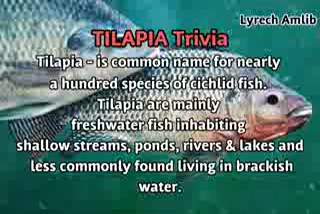 Lyrech Amlib
TILAPIA Trivia
Tilapia - is common name for nearly
a hundred species of cichlid fish.
Tilapia are mainly
freshwater fish inhabiting
shallow streams, ponds, rivers & lakes and
less commonly found living in brackish
water.